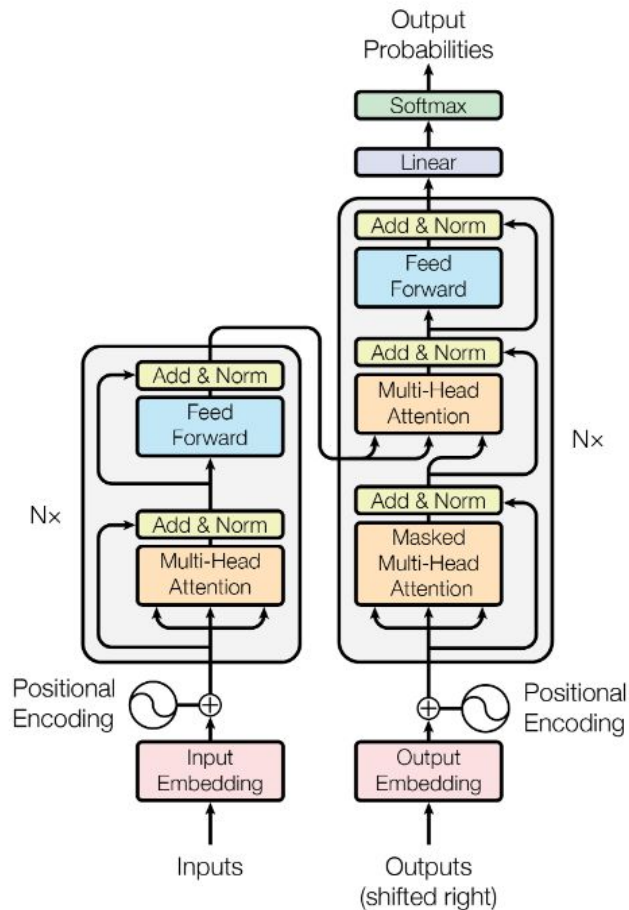 Output
Probabilities
Softmax
Linear
Add & Norm
Feed
Forward
Add & Norm
Multi-Head
Attention
Add & Norm
Masked
Multi-Head
Attention
N×
Add & Norm
Feed
Forward
Add & Norm
Multi-Head
Attention
N×
Positional
Encoding
Positional
Encoding
Input
Embedding
Output
Embedding
Inputs
Outputs
(shifted right)